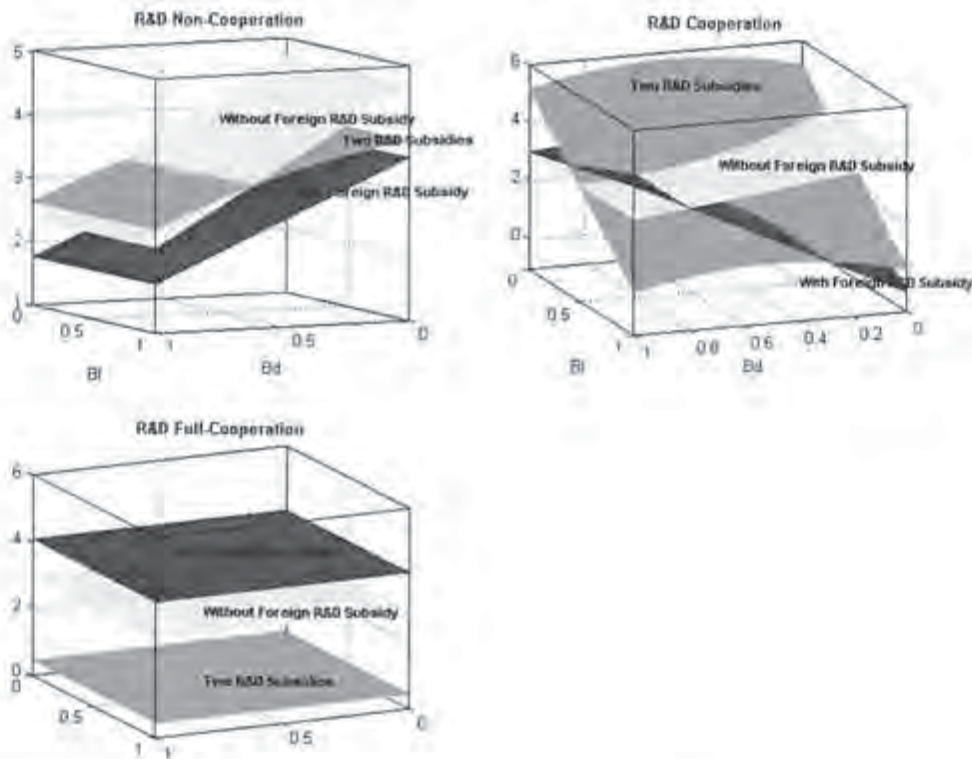 R&D Non-Cooperation
5
4
3
2
1
Without Foreign R&D Subsidy
Two R&D Subsidies
Foreign R&D Subsidy
0
0.5
1
Bf
1
0.5
0
Bd
R&D Cooperation
6
4
2
0
Two R&D Subsidies
Without Foreign R&D Subsidy
With Foreign R&D Subsidy
0
0.5
1
Bf
1
0.8
0.6
0.4
0.2
0
Bd
R&D Full-Cooperation
6
4
2
0
Without Foreign R&D Subsidy
Two R&D Subsidies
0
0.5
1
1
0.5
0